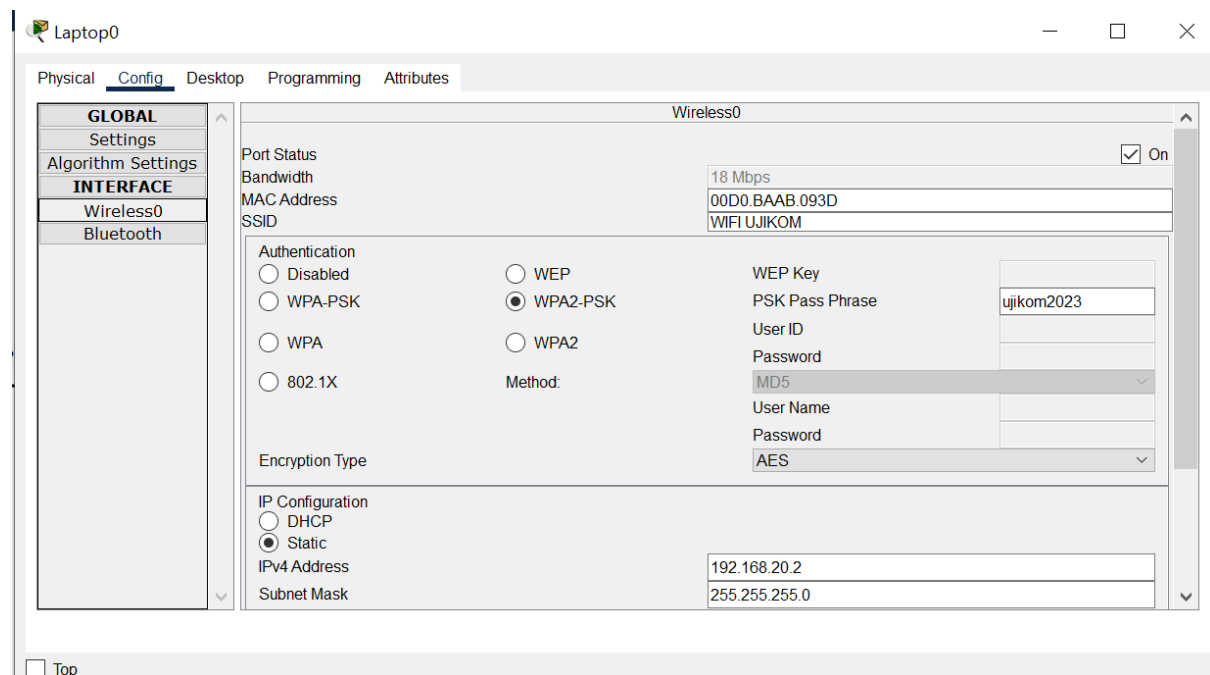 Laptop0
Physical Config Desktop Programming Attributes
GLOBAL
Settings
Algorithm Settings
INTERFACE
Wireless0
Bluetooth
Wireless0
Port Status On
Bandwidth 18 Mbps
MAC Address 00D0.BAAB.093D
SSID WIFI UJIKOM
Authentication
Disabled WEP WEP Key
WPA-PSK WPA2-PSK PSK Pass Phrase ujikom2023
User ID
WPA WPA2
Password
802.1X Method: MD5
User Name
Password
Encryption Type AES
IP Configuration
DHCP
Static
IPv4 Address 192.168.20.2
Subnet Mask 255.255.255.0
Top